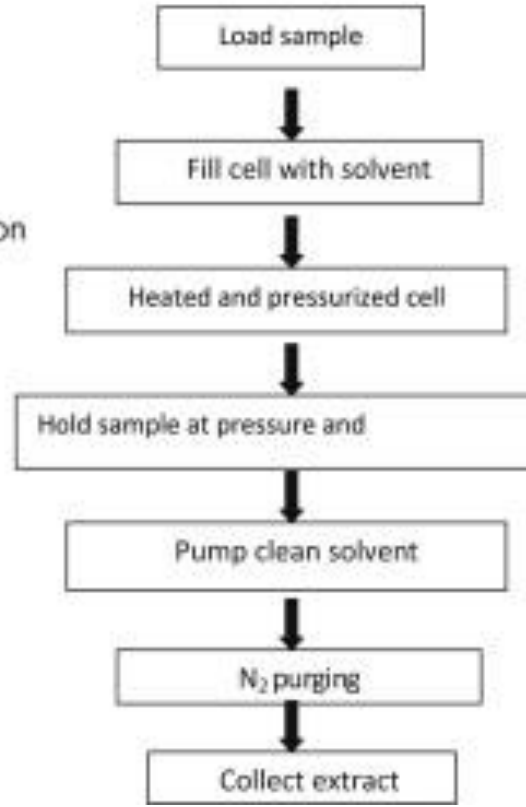 Load sample
Fill cell with solvent
on
Heated and pressurized cell
Hold sample at pressure and
Pump clean solvent
N₂ purging
Collect extract